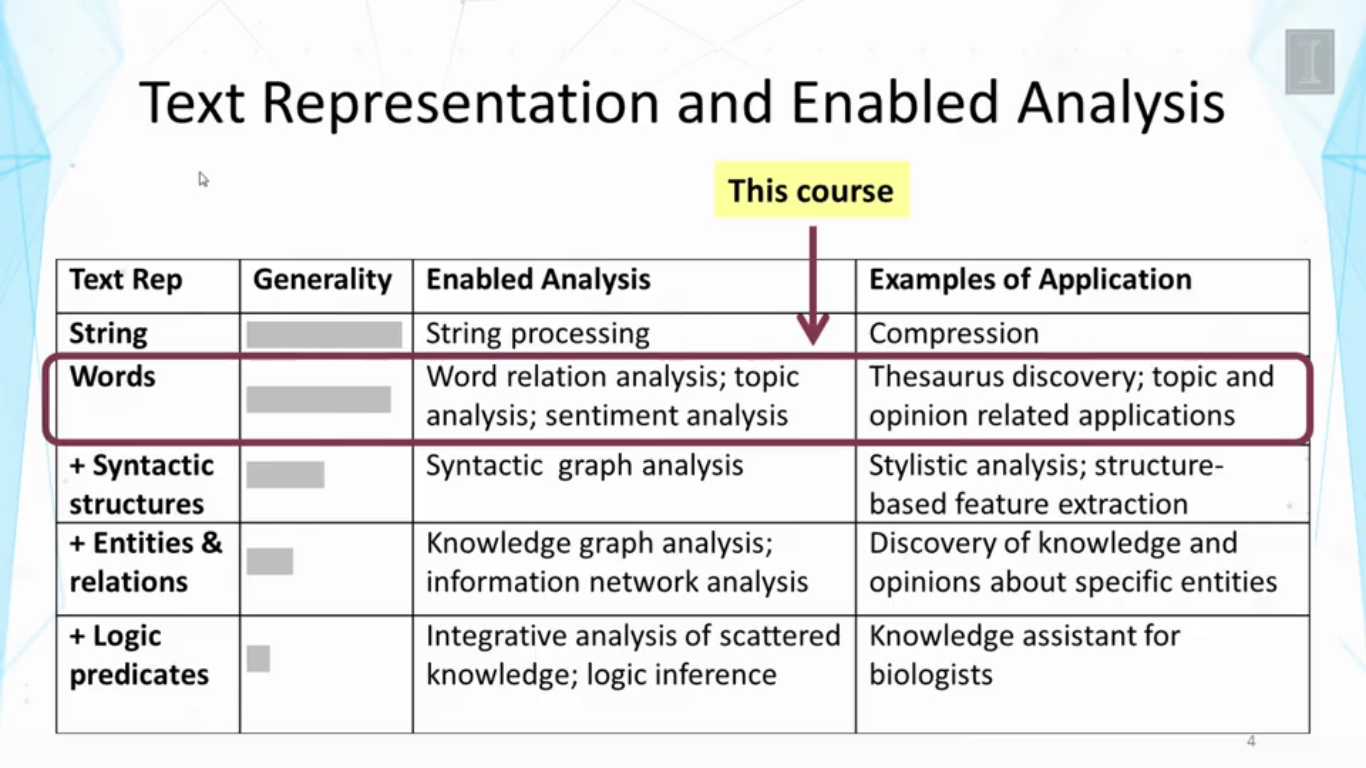 Text Representation and Enabled Analysis
This course
Text Rep Generality Enabled Analysis Examples of Application
String String processing Compression
Words Word relation analysis; topic Thesaurus discovery; topic and
analysis; sentiment analysis opinion related applications
+ Syntactic Syntactic graph analysis Stylistic analysis; structure-
structures based feature extraction
+ Entities & Knowledge graph analysis; Discovery of knowledge and
relations information network analysis opinions about specific entities
+ Logic Integrative analysis of scattered Knowledge assistant for
predicates knowledge; logic inference biologists
4
I